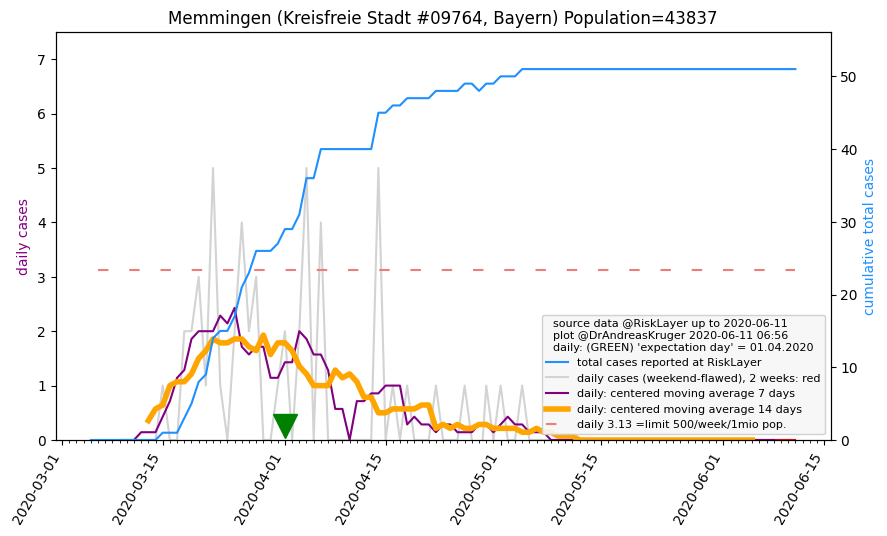 Memmingen (Kreisfreie Stadt #09764, Bayern) Population=43837
daily cases
7
6
5
4
3
2
1
0
50
40
30
20
10
0
cumulative total cases
source data @RiskLayer up to 2020-06-11
plot @DrAndreasKruger 2020-06-11 06:56
daily: (GREEN) 'expectation day' = 01.04.2020
total cases reported at RiskLayer
daily cases (weekend-flawed), 2 weeks: red
daily: centered moving average 7 days
daily: centered moving average 14 days
daily 3.13 =limit 500/week/1mio pop.
2020-03-01
2020-03-15
2020-04-01
2020-04-15
2020-05-01
2020-05-15
2020-06-01
2020-06-15